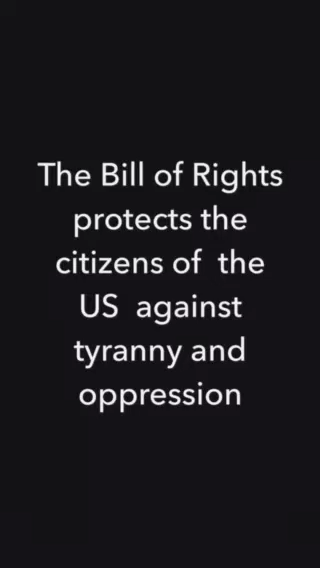 The Bill of Rights
protects the
citizens of  the
US  against
tyranny and
oppression